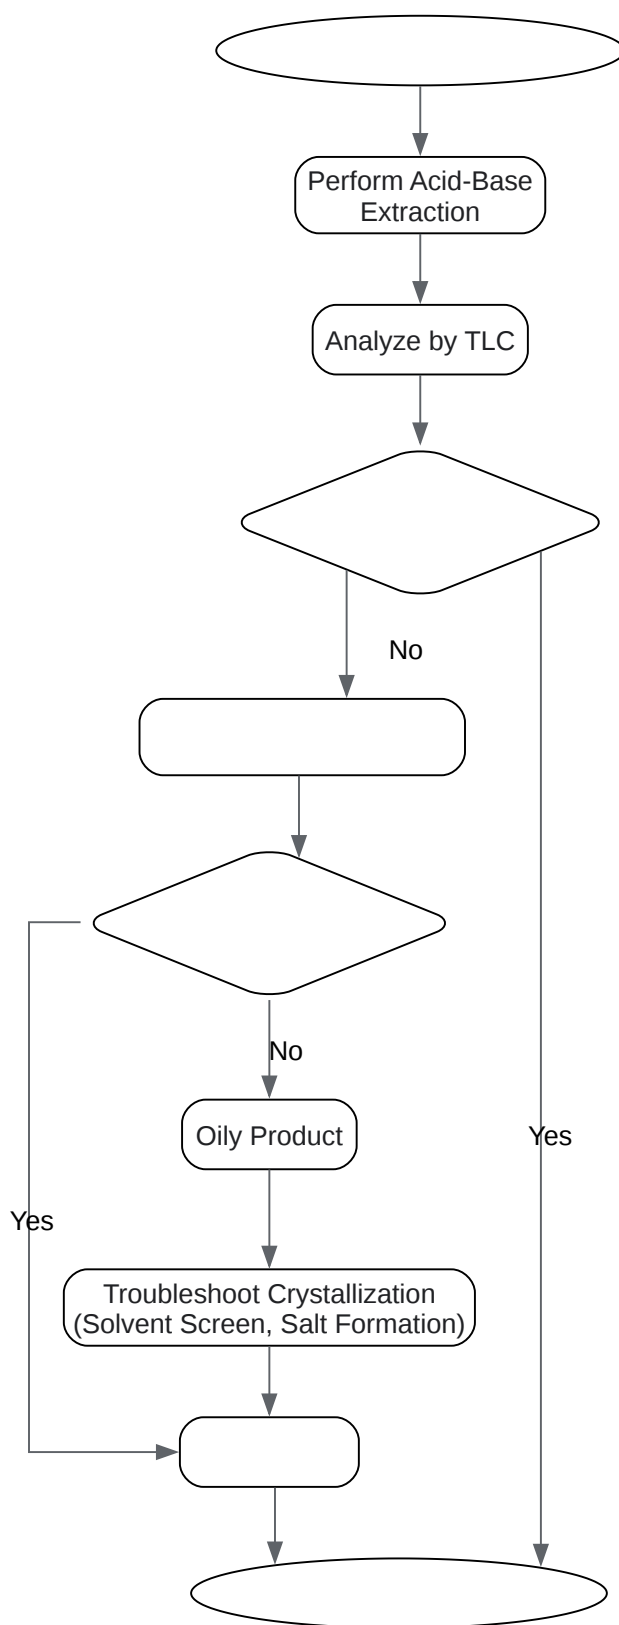 Perform Acid-Base
Extraction
Analyze by TLC
No
No
Oily Product
Yes
Yes
Troubleshoot Crystallization
(Solvent Screen, Salt Formation)